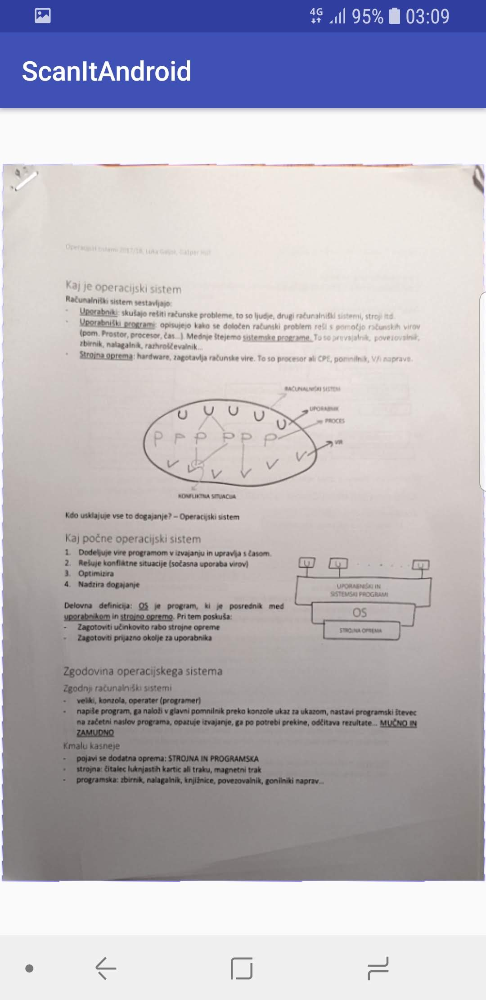 4G 95% 03:09
ScanItAndroid
2017/18, Luka
Kaj je operacijski sistem
Računalniški sistem sestavljajo:
- Uporabniki: skušajo rešiti računske probleme, to so ljudje, drugi računalniški sistemi, stroji itd.
- Uporabniški programi: opisujejo kako se določen računski problem reši s pomočjo računskih virov
(pom. Prostor, procesor, čas...). Mednje štejemo sistemske programe. To so prevajalnik, povezovalnik,
zbirnik, nalagalnik, razhroščevalnik...
- Strojna oprema: hardware, zagotavlja računske vire. To so procesor ali CPE, pomnilnik, V/I naprave.
RAČUNALNIŠKI SISTEM
U U U U U
UPORABNIK
PROCES
P P P P P P
VIR
V V V V V V
KONFLIKTNA SITUACIJA
Kdo usklajuje vse to dogajanje? – Operacijski sistem
Kaj počne operacijski sistem
1. Dodeljuje vire programom v izvajanju in upravlja s časom.
2. Rešuje konfliktne situacije (sočasna uporaba virov)
3. Optimizira
4. Nadzira dogajanje
U U . . . . . U
UPORABNIŠKI IN
SISTEMSKI PROGRAMI
OS
STROJNA OPREMA
Delovna definicija: OS je program, ki je posrednik med
uporabnikom in strojno opremo. Pri tem poskuša:
- Zagotoviti učinkovito rabo strojne opreme
- Zagotoviti prijazno okolje za uporabnika
Zgodovina operacijskega sistema
Zgodnji računalniški sistemi
- veliki, konzola, operater (programer)
- napiše program, ga naloži v glavni pomnilnik preko konzole ukaz za ukazom, nastavi programski števec
na začetni naslov programa, opazuje izvajanje, ga po potrebi prekine, odčitava rezultate... MUČNO IN
ZAMUDNO
Kmalu kasneje
- pojavi se dodatna oprema: STROJNA IN PROGRAMSKA
- strojna: čitalec luknjastih kartic ali traku, magnetni trak
- programska: zbirnik, nalagalnik, knjižnice, povezovalnik, gonilniki naprav...